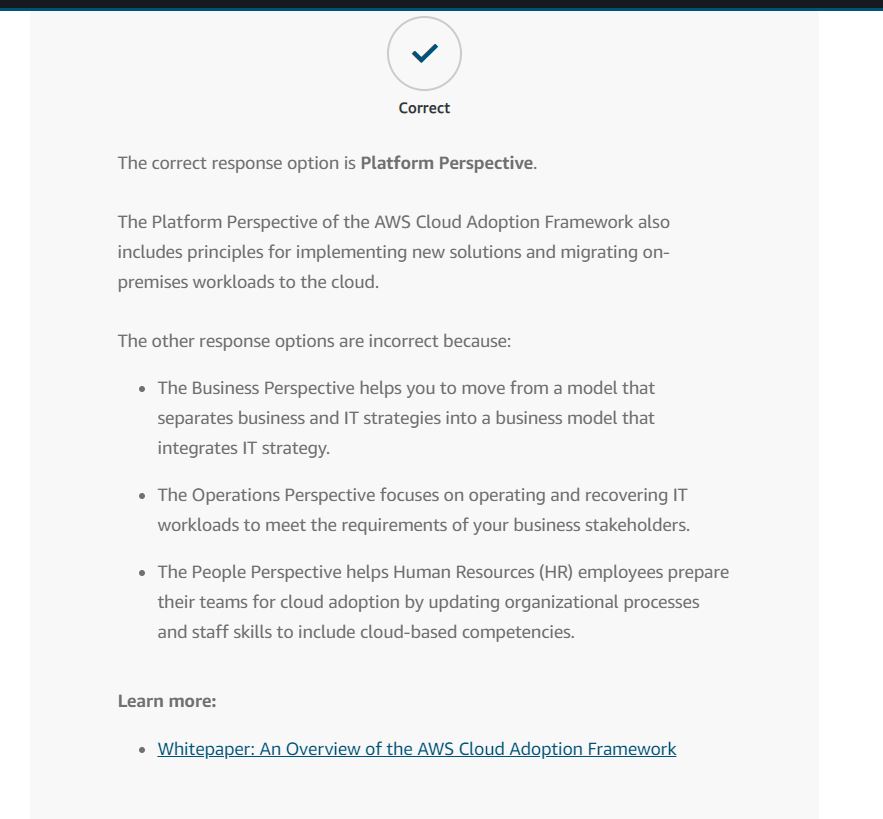 Correct
The correct response option is Platform Perspective.
The Platform Perspective of the AWS Cloud Adoption Framework also
includes principles for implementing new solutions and migrating on-
premises workloads to the cloud.
The other response options are incorrect because:
• The Business Perspective helps you to move from a model that
separates business and IT strategies into a business model that
integrates IT strategy.
• The Operations Perspective focuses on operating and recovering IT
workloads to meet the requirements of your business stakeholders.
• The People Perspective helps Human Resources (HR) employees prepare
their teams for cloud adoption by updating organizational processes
and staff skills to include cloud-based competencies.
Learn more:
• Whitepaper: An Overview of the AWS Cloud Adoption Framework